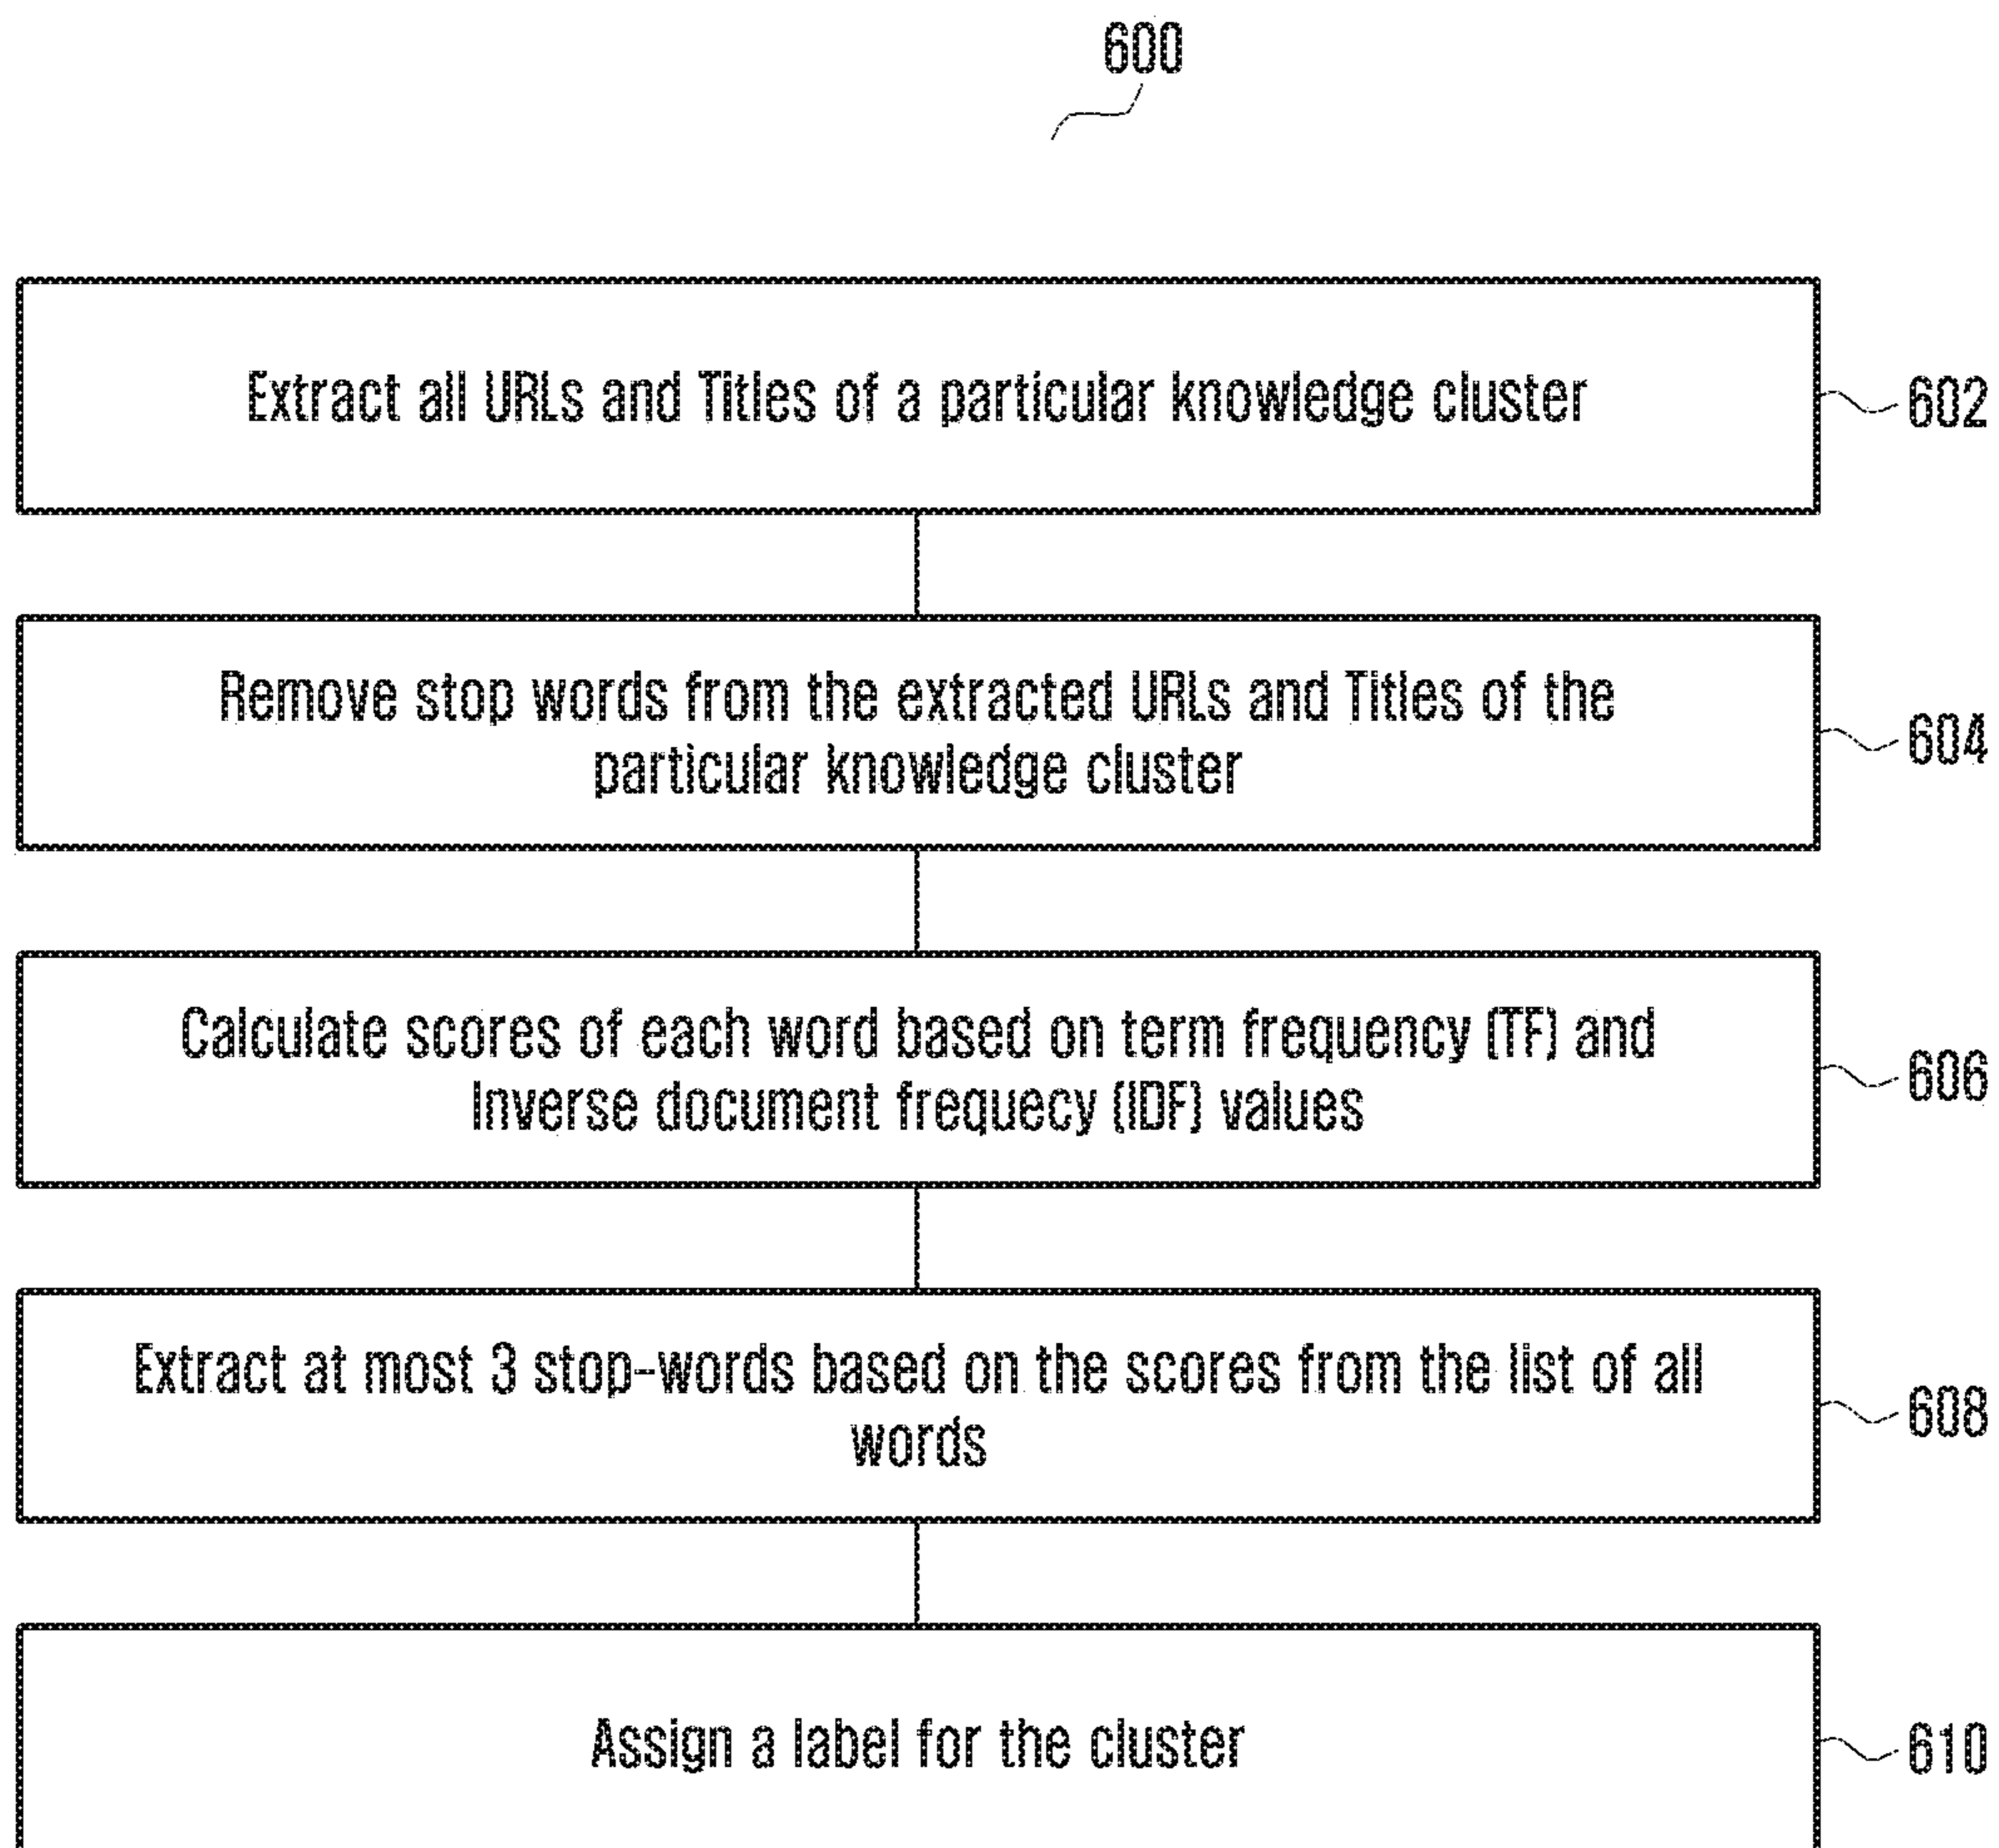 600
Extract all URLs and Titles of a particular knowledge cluster
602
Remove stop words from the extracted URLs and Titles of the
particular knowledge cluster
604
Calculate scores of each word based on term frequency (TF) and
Inverse document frequecy (IDF) values
606
Extract at most 3 stop-words based on the scores from the list of all
words
608
Assign a label for the cluster
610